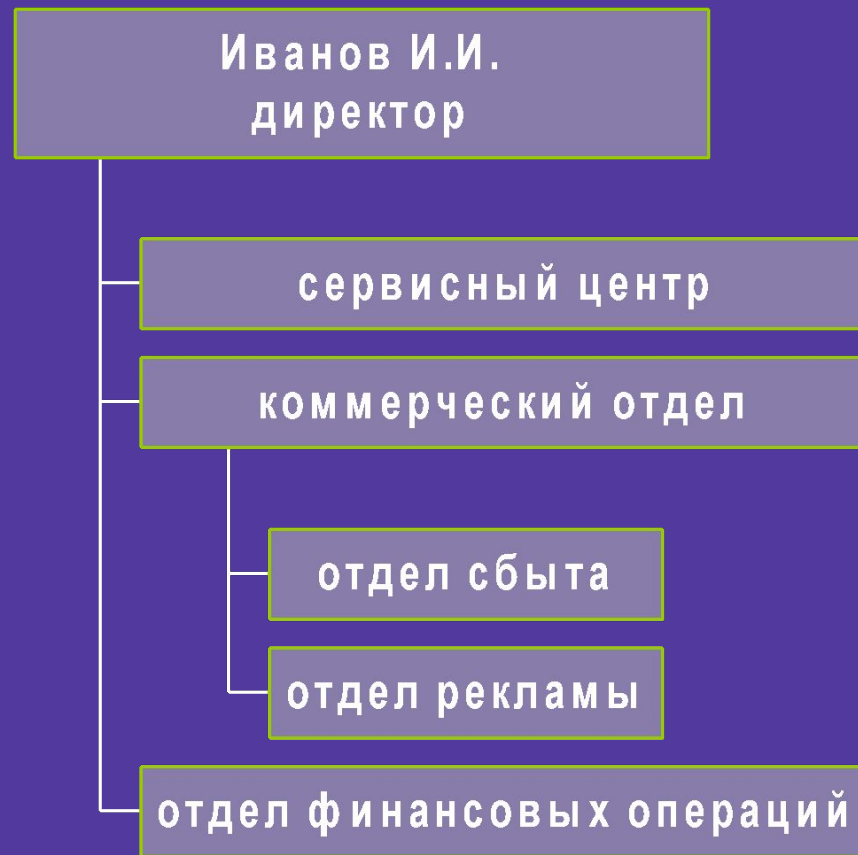 Иванов И.И.
директор
сервисный центр
коммерческий отдел
отдел сбыта
отдел рекламы
отдел финансовых операций